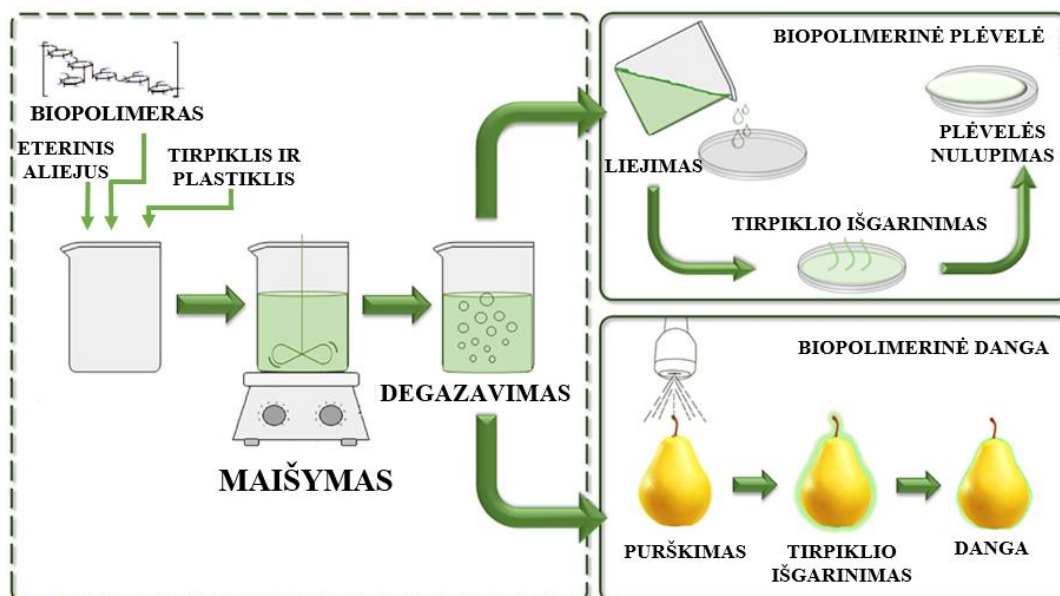 BIOPOLIMERAS
ETERINIS
ALIEJUS
TIRPIKLIS IR
PLASTIKLIS
MAIŠYMAS
DEGAZAVIMAS
BIOPOLIMERINĖ PLĖVELĖ
LIEJIMAS
TIRPIKLIO IŠGARINIMAS
PLĖVELĖS
NULUPIMAS
BIOPOLIMERINĖ DANGA
PURŠKIMAS
TIRPIKLIO
IŠGARINIMAS
DANGA